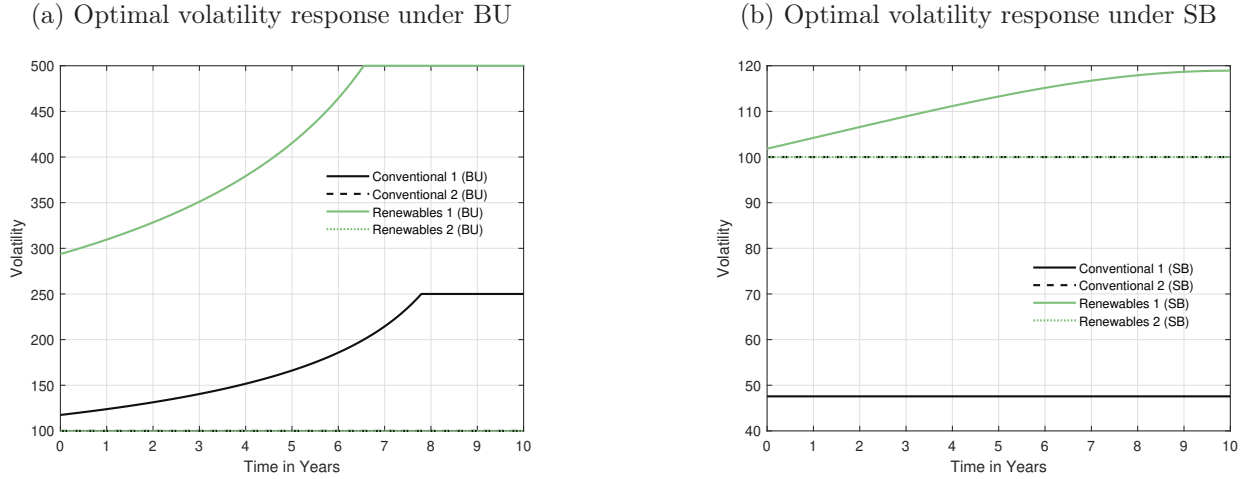 (a) Optimal volatility response under BU
500
450
400
350
300
250
200
150
100
Volatility
0 1 2 3 4 5 6 7 8 9 10
Time in Years
Conventional 1 (BU)
Conventional 2 (BU)
Renewables 1 (BU)
Renewables 2 (BU)
(b) Optimal volatility response under SB
120
110
100
90
80
70
60
50
40
Volatility
0 1 2 3 4 5 6 7 8 9 10
Time in Years
Conventional 1 (SB)
Conventional 2 (SB)
Renewables 1 (SB)
Renewables 2 (SB)